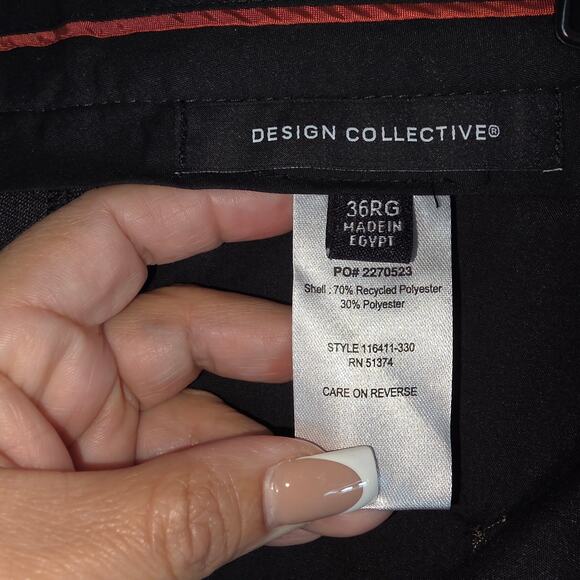 DESIGN COLLECTIVE®
36RG
MADE IN
EGYPT
PO# 2270523
Shell : 70% Recycled Polyester
30% Polyester
STYLE 116411-330
RN 51374
CARE ON REVERSE